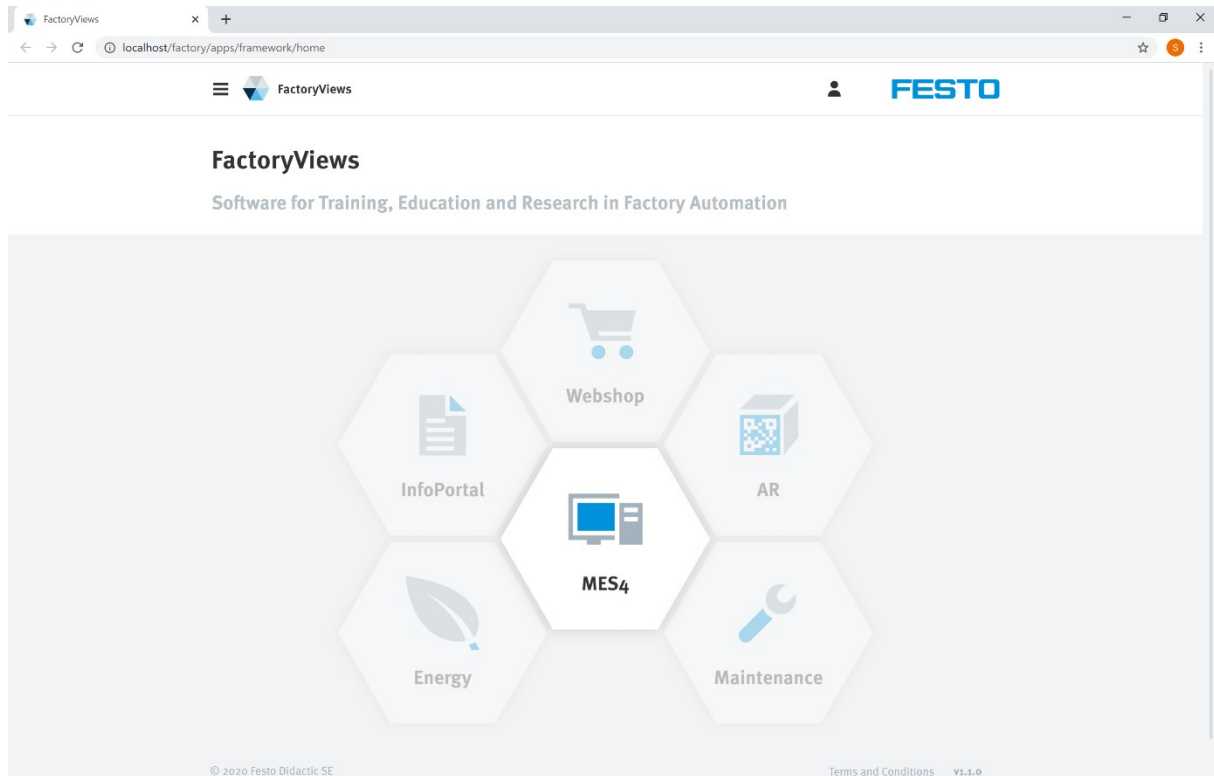 FactoryViews
localhost/factory/apps/framework/home
S
FactoryViews
FESTO
FactoryViews
Software for Training, Education and Research in Factory Automation
Webshop
InfoPortal
AR
MES4
Energy
Maintenance
© 2020 Festo Didactic SE
Terms and Conditions V1.1.0